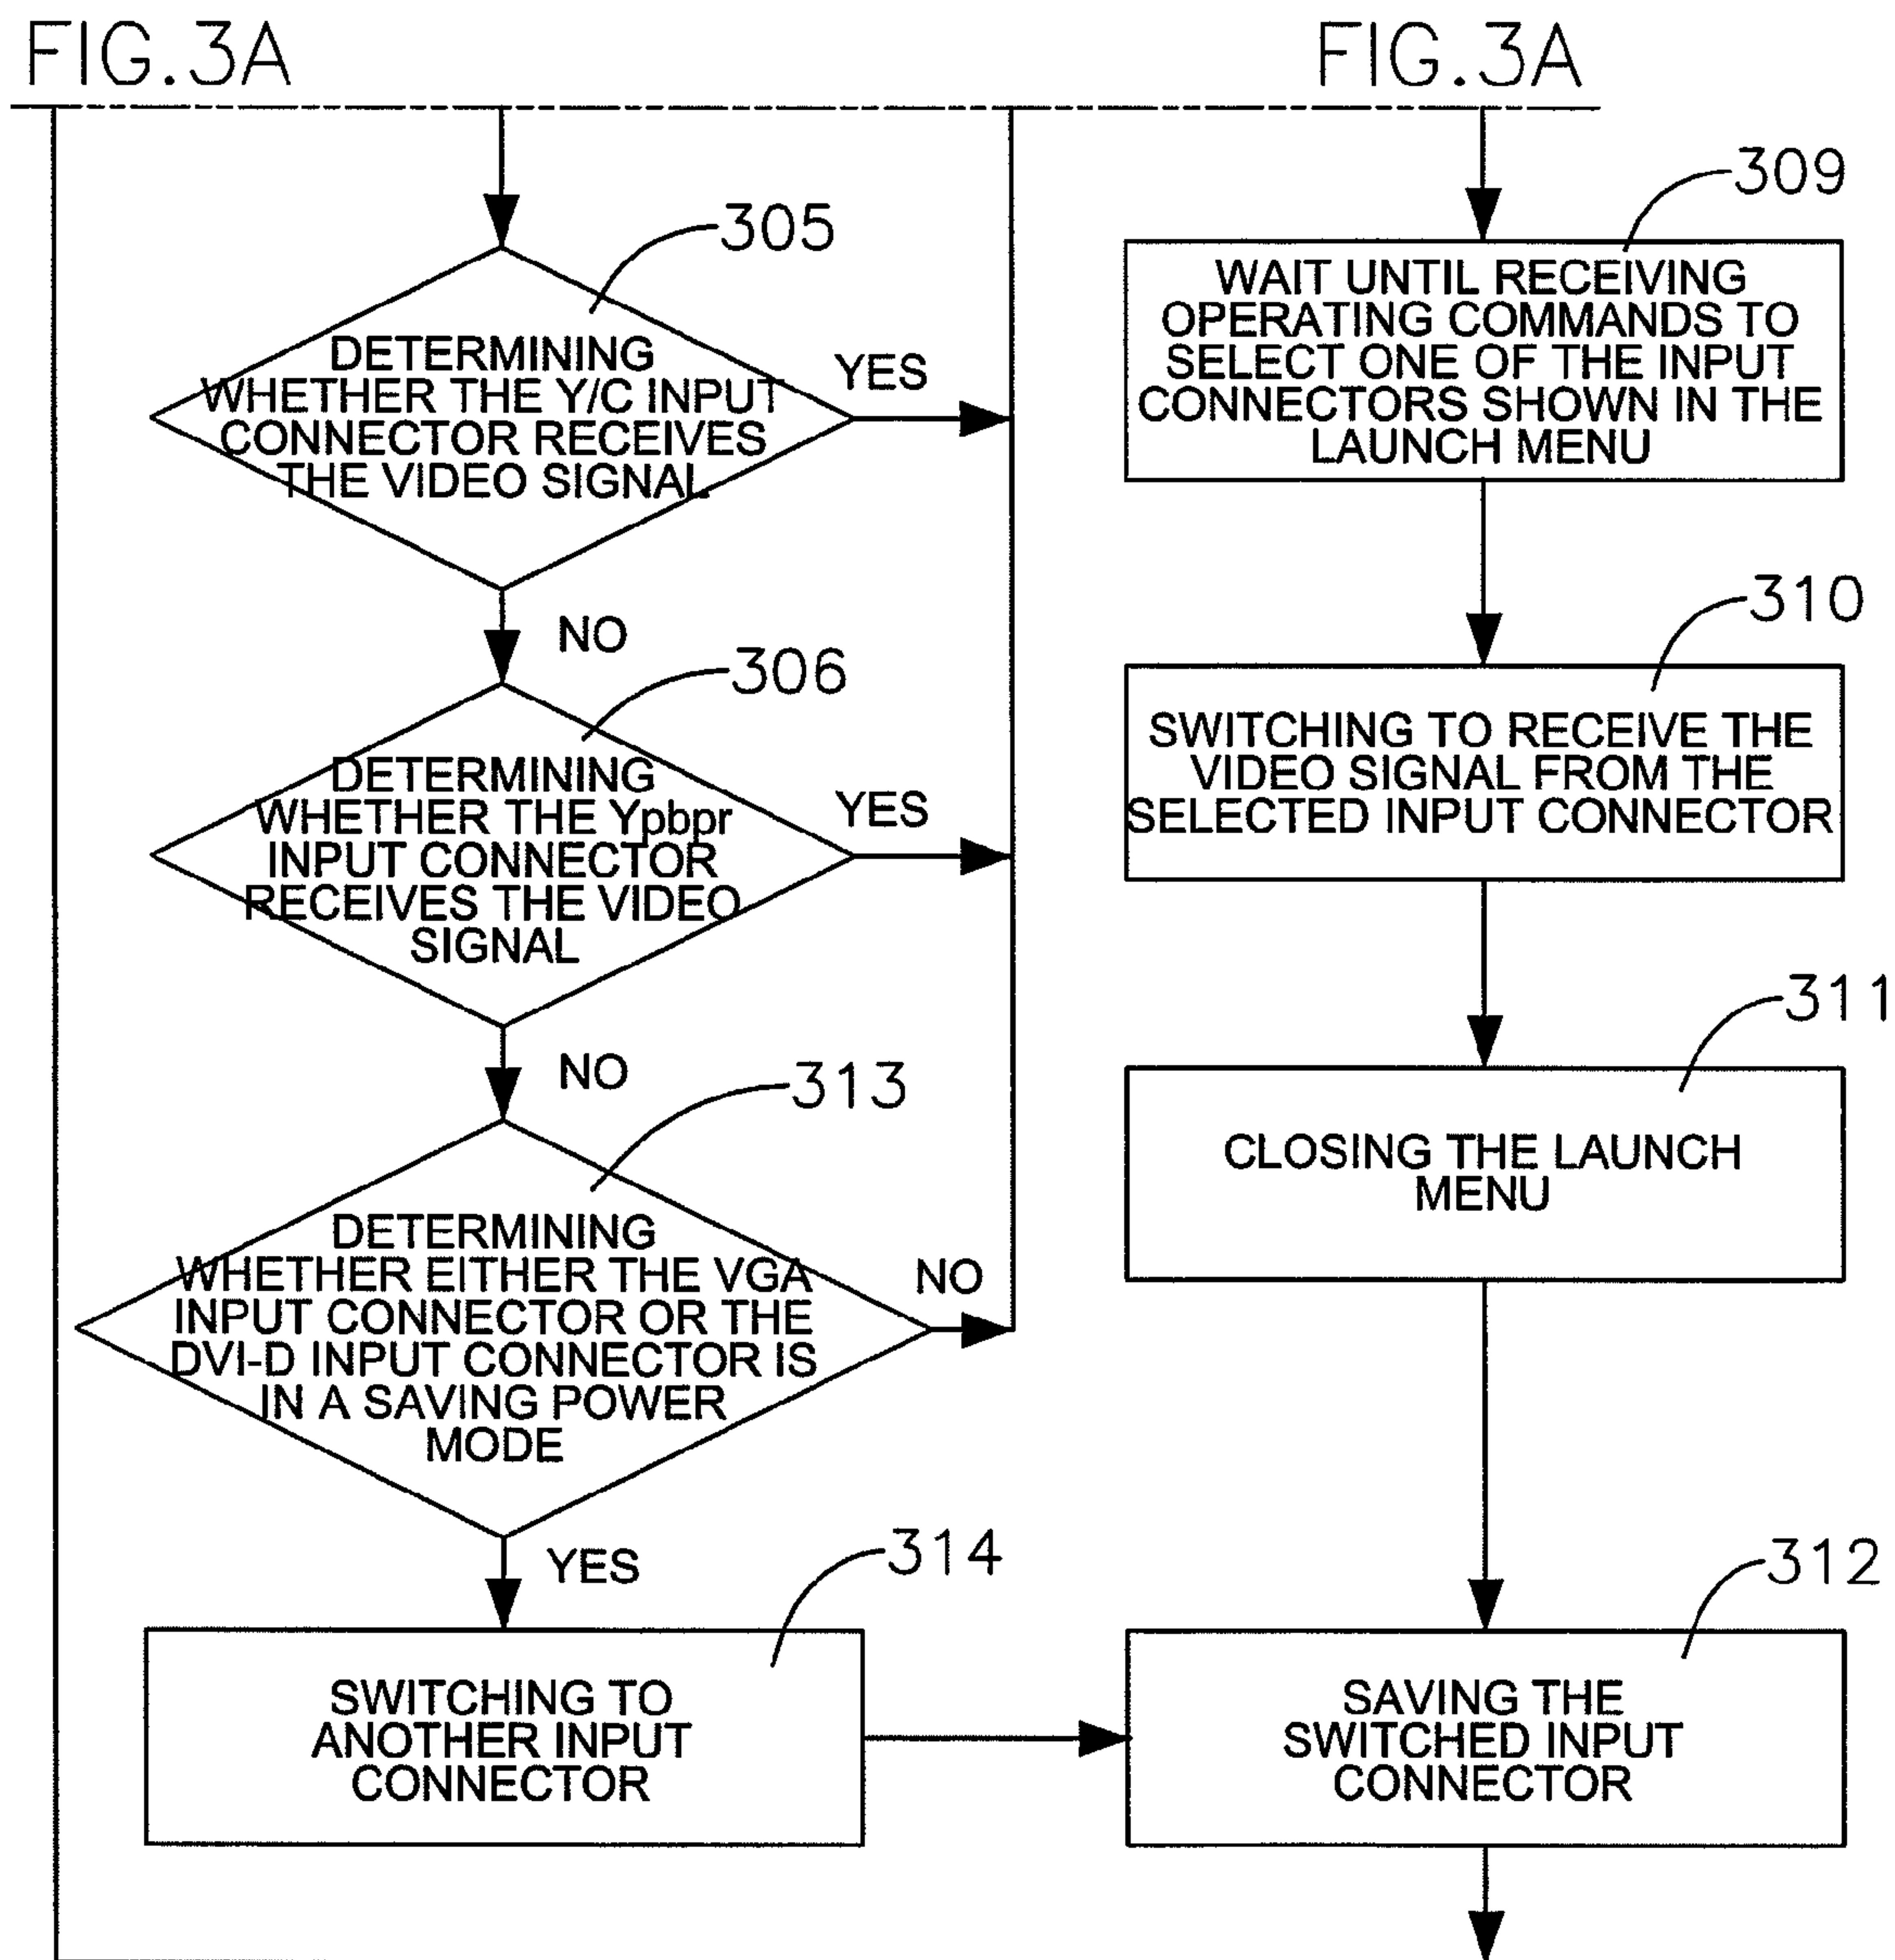 FIG.3A
FIG.3A
305
DETERMINING
WHETHER THE Y/C INPUT
CONNECTOR RECEIVES
THE VIDEO SIGNAL
YES
NO
306
DETERMINING
WHETHER THE Ypbpr
INPUT CONNECTOR
RECEIVES THE VIDEO
SIGNAL
YES
NO
313
DETERMINING
WHETHER EITHER THE VGA
INPUT CONNECTOR OR THE
DVI-D INPUT CONNECTOR IS
IN A SAVING POWER
MODE
NO
YES
314
SWITCHING TO
ANOTHER INPUT
CONNECTOR
309
WAIT UNTIL RECEIVING
OPERATING COMMANDS TO
SELECT ONE OF THE INPUT
CONNECTORS SHOWN IN THE
LAUNCH MENU
310
SWITCHING TO RECEIVE THE
VIDEO SIGNAL FROM THE
SELECTED INPUT CONNECTOR
311
CLOSING THE LAUNCH
MENU
312
SAVING THE
SWITCHED INPUT
CONNECTOR